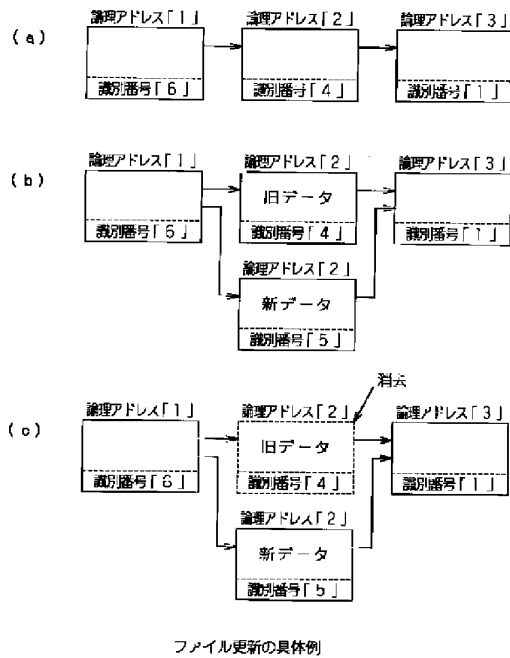 (a)
論理アドレス「1」 論理アドレス「2」 論理アドレス「3」
識別番号「6」 識別番号「4」 識別番号「1」
(b)
論理アドレス「1」 論理アドレス「2」 論理アドレス「3」
旧データ
識別番号「6」 識別番号「4」 識別番号「1」
論理アドレス「2」
新データ
識別番号「5」
消去
(c)
論理アドレス「1」 論理アドレス「2」 論理アドレス「3」
旧データ
識別番号「6」 識別番号「4」 識別番号「1」
論理アドレス「2」
新データ
識別番号「5」
ファイル更新の具体例